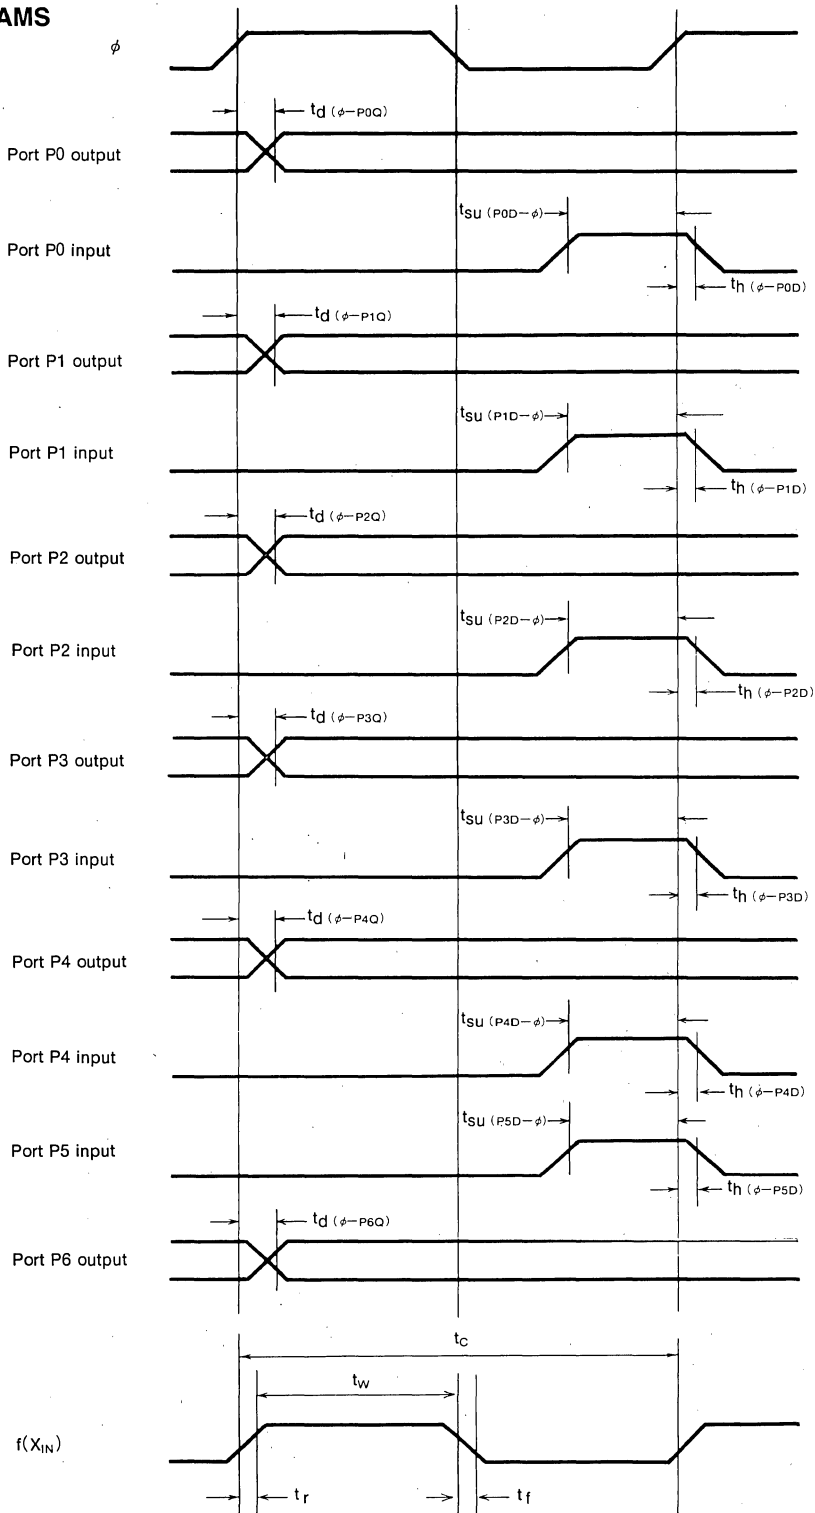 AMS
ϕ
td (ϕ−P0Q)
Port P0 output
tsu (P0D−ϕ)
Port P0 input
th (ϕ−P0D)
td (ϕ−P1Q)
Port P1 output
tsu (P1D−ϕ)
Port P1 input
th (ϕ−P1D)
td (ϕ−P2Q)
Port P2 output
tsu (P2D−ϕ)
Port P2 input
th (ϕ−P2D)
td (ϕ−P3Q)
Port P3 output
tsu (P3D−ϕ)
Port P3 input
th (ϕ−P3D)
td (ϕ−P4Q)
Port P4 output
tsu (P4D−ϕ)
Port P4 input
th (ϕ−P4D)
tsu (P5D−ϕ)
Port P5 input
th (ϕ−P5D)
td (ϕ−P6Q)
Port P6 output
tC
tW
f(XIN)
tr
tf